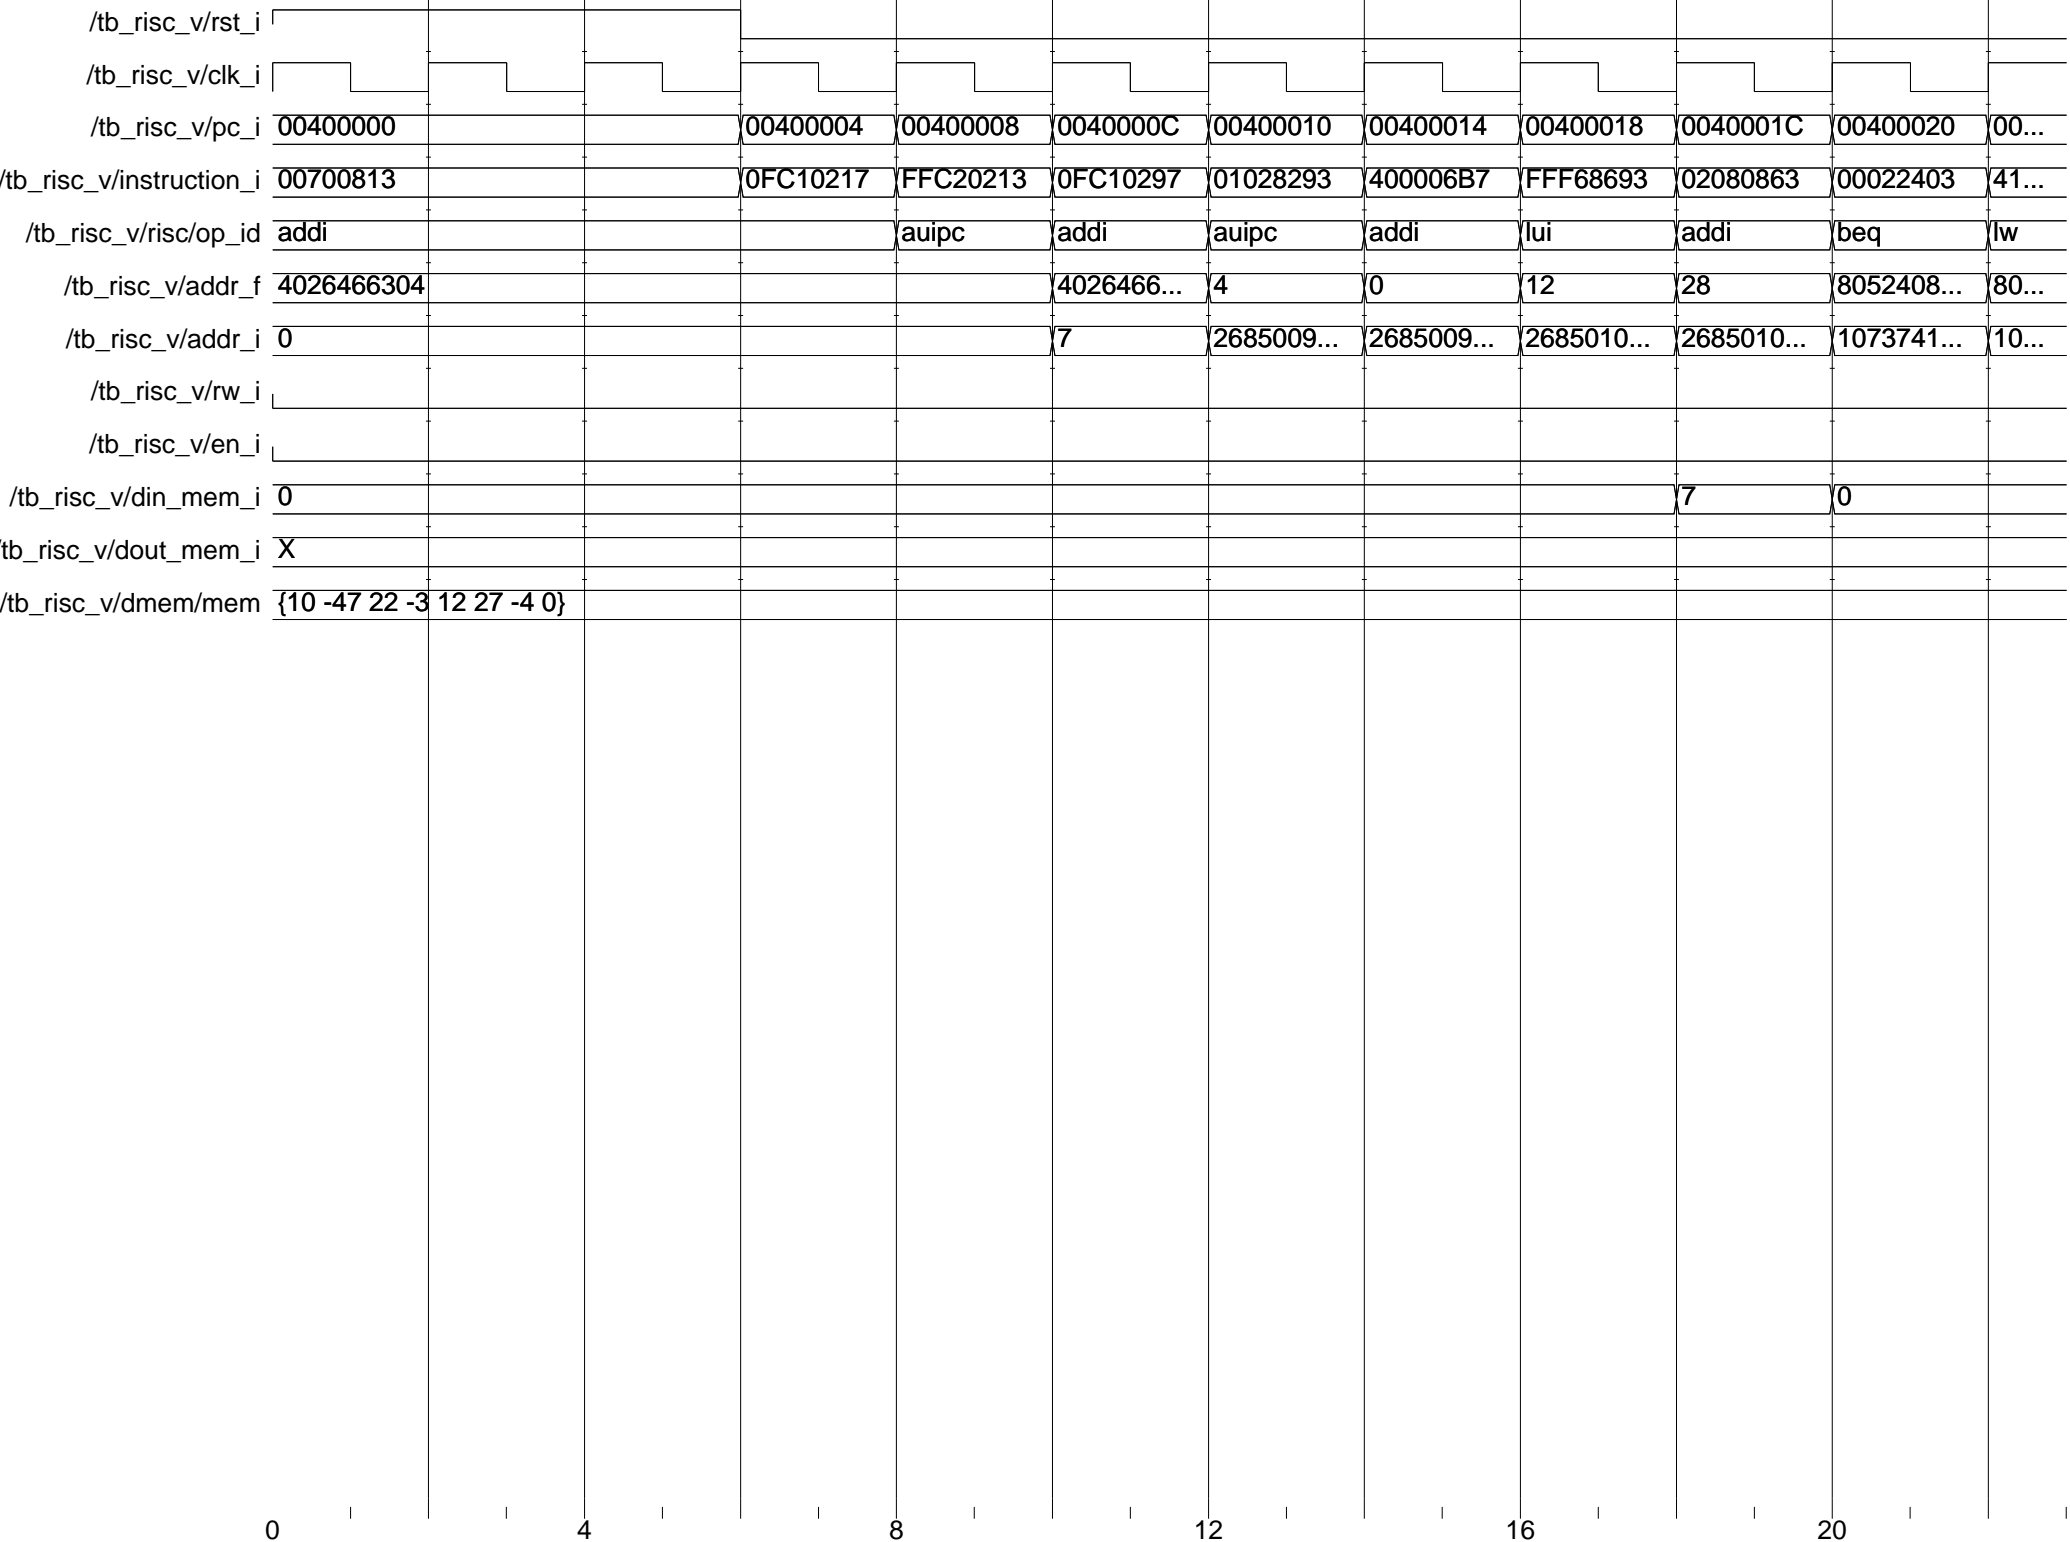 /tb_risc_v/rst_i
/tb_risc_v/clk_i
/tb_risc_v/pc_i 00400000 00400004 00400008 0040000C 00400010 00400014 00400018 0040001C 00400020 00...
/tb_risc_v/instruction_i 00700813 0FC10217 FFC20213 0FC10297 01028293 400006B7 FFF68693 02080863 00022403 41...
/tb_risc_v/risc/op_id addi auipc addi auipc addi lui addi beq lw
/tb_risc_v/addr_f 4026466304 4026466... 4 0 12 28 8052408... 80...
/tb_risc_v/addr_i 0 7 2685009... 2685009... 2685010... 2685010... 1073741... 10...
/tb_risc_v/rw_i
/tb_risc_v/en_i
/tb_risc_v/din_mem_i 0 7 0
/tb_risc_v/dout_mem_i X
/tb_risc_v/dmem/mem {10 -47 22 -3 12 27 -4 0}
0 4 8 12 16 20